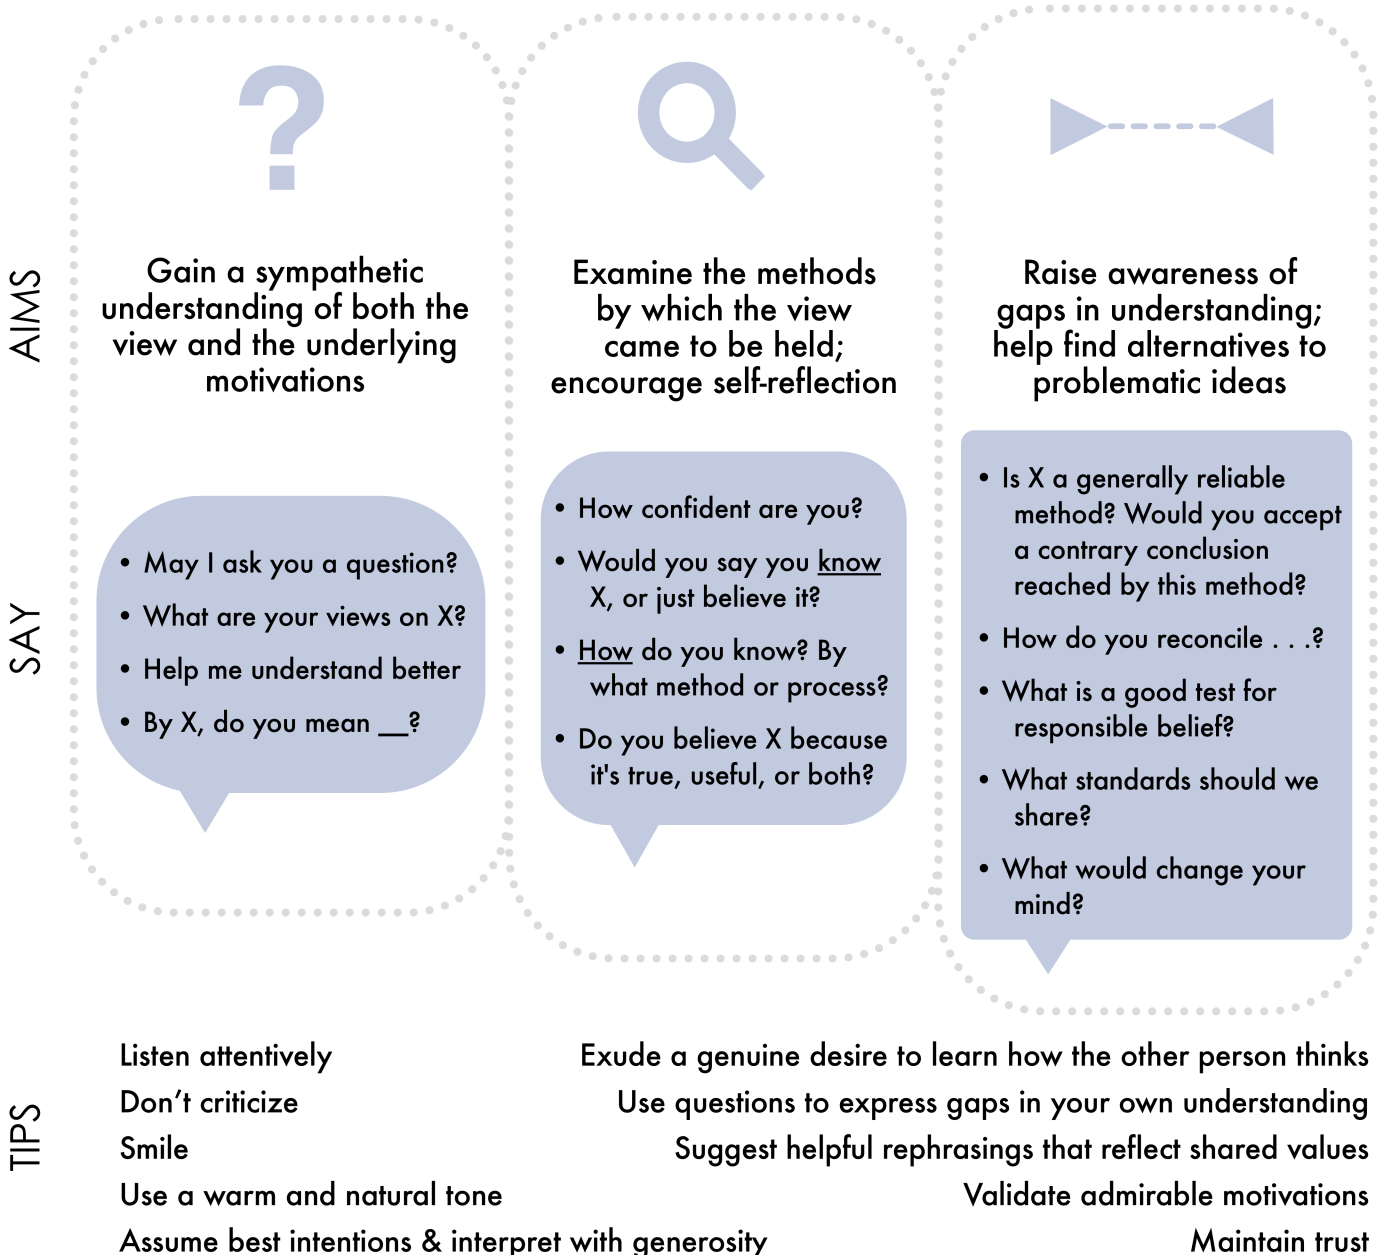 AIMS
Gain a sympathetic
understanding of both the
view and the underlying
motivations
Examine the methods
by which the view
came to be held;
encourage self-reflection
Raise awareness of
gaps in understanding;
help find alternatives to
problematic ideas
SAY
• May I ask you a question?
• What are your views on X?
• Help me understand better
• By X, do you mean __?
• How confident are you?
• Would you say you know
X, or just believe it?
• How do you know? By
what method or process?
• Do you believe X because
it's true, useful, or both?
• Is X a generally reliable
method? Would you accept
a contrary conclusion
reached by this method?
• How do you reconcile . . .?
• What is a good test for
responsible belief?
• What standards should we
share?
• What would change your
mind?
TIPS
Listen attentively
Don’t criticize
Smile
Use a warm and natural tone
Assume best intentions & interpret with generosity
Exude a genuine desire to learn how the other person thinks
Use questions to express gaps in your own understanding
Suggest helpful rephrasings that reflect shared values
Validate admirable motivations
Maintain trust